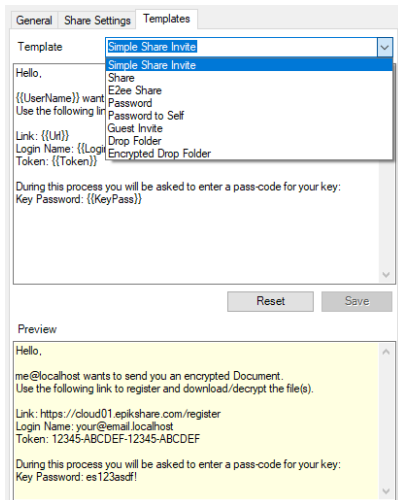 General Share Settings Templates
Template Simple Share Invite
Simple Share Invite
Share
E2ee Share
Password
Password to Self
Guest Invite
Drop Folder
Encrypted Drop Folder
Hello,
{{UserName}} want
Use the following lin
Link: {{Url}}
Login Name: {{Logi
Token: {{Token}}
During this process you will be asked to enter a pass-code for your key:
Key Password: {{KeyPass}}
Reset Save
Preview
Hello,
me@localhost wants to send you an encrypted Document.
Use the following link to register and download/decrypt the file(s).
Link: https://cloud01.epikshare.com/register
Login Name: your@email.localhost
Token: 12345-ABCDEF-12345-ABCDEF
During this process you will be asked to enter a pass-code for your key:
Key Password: es123asdf!